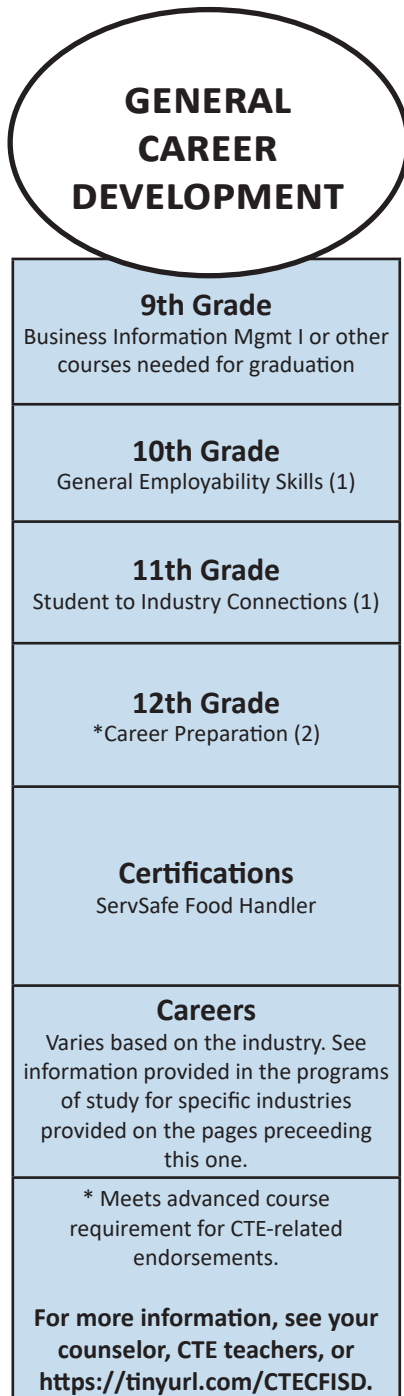 GENERAL
CAREER
DEVELOPMENT
9th Grade
Business Information Mgmt I or other
courses needed for graduation
10th Grade
General Employability Skills (1)
11th Grade
Student to Industry Connections (1)
12th Grade
*Career Preparation (2)
Certifications
ServSafe Food Handler
Careers
Varies based on the industry. See
information provided in the programs
of study for specific industries
provided on the pages preceeding
this one.
* Meets advanced course
requirement for CTE-related
endorsements.
For more information, see your
counselor, CTE teachers, or
https://tinyurl.com/CTECFISD.